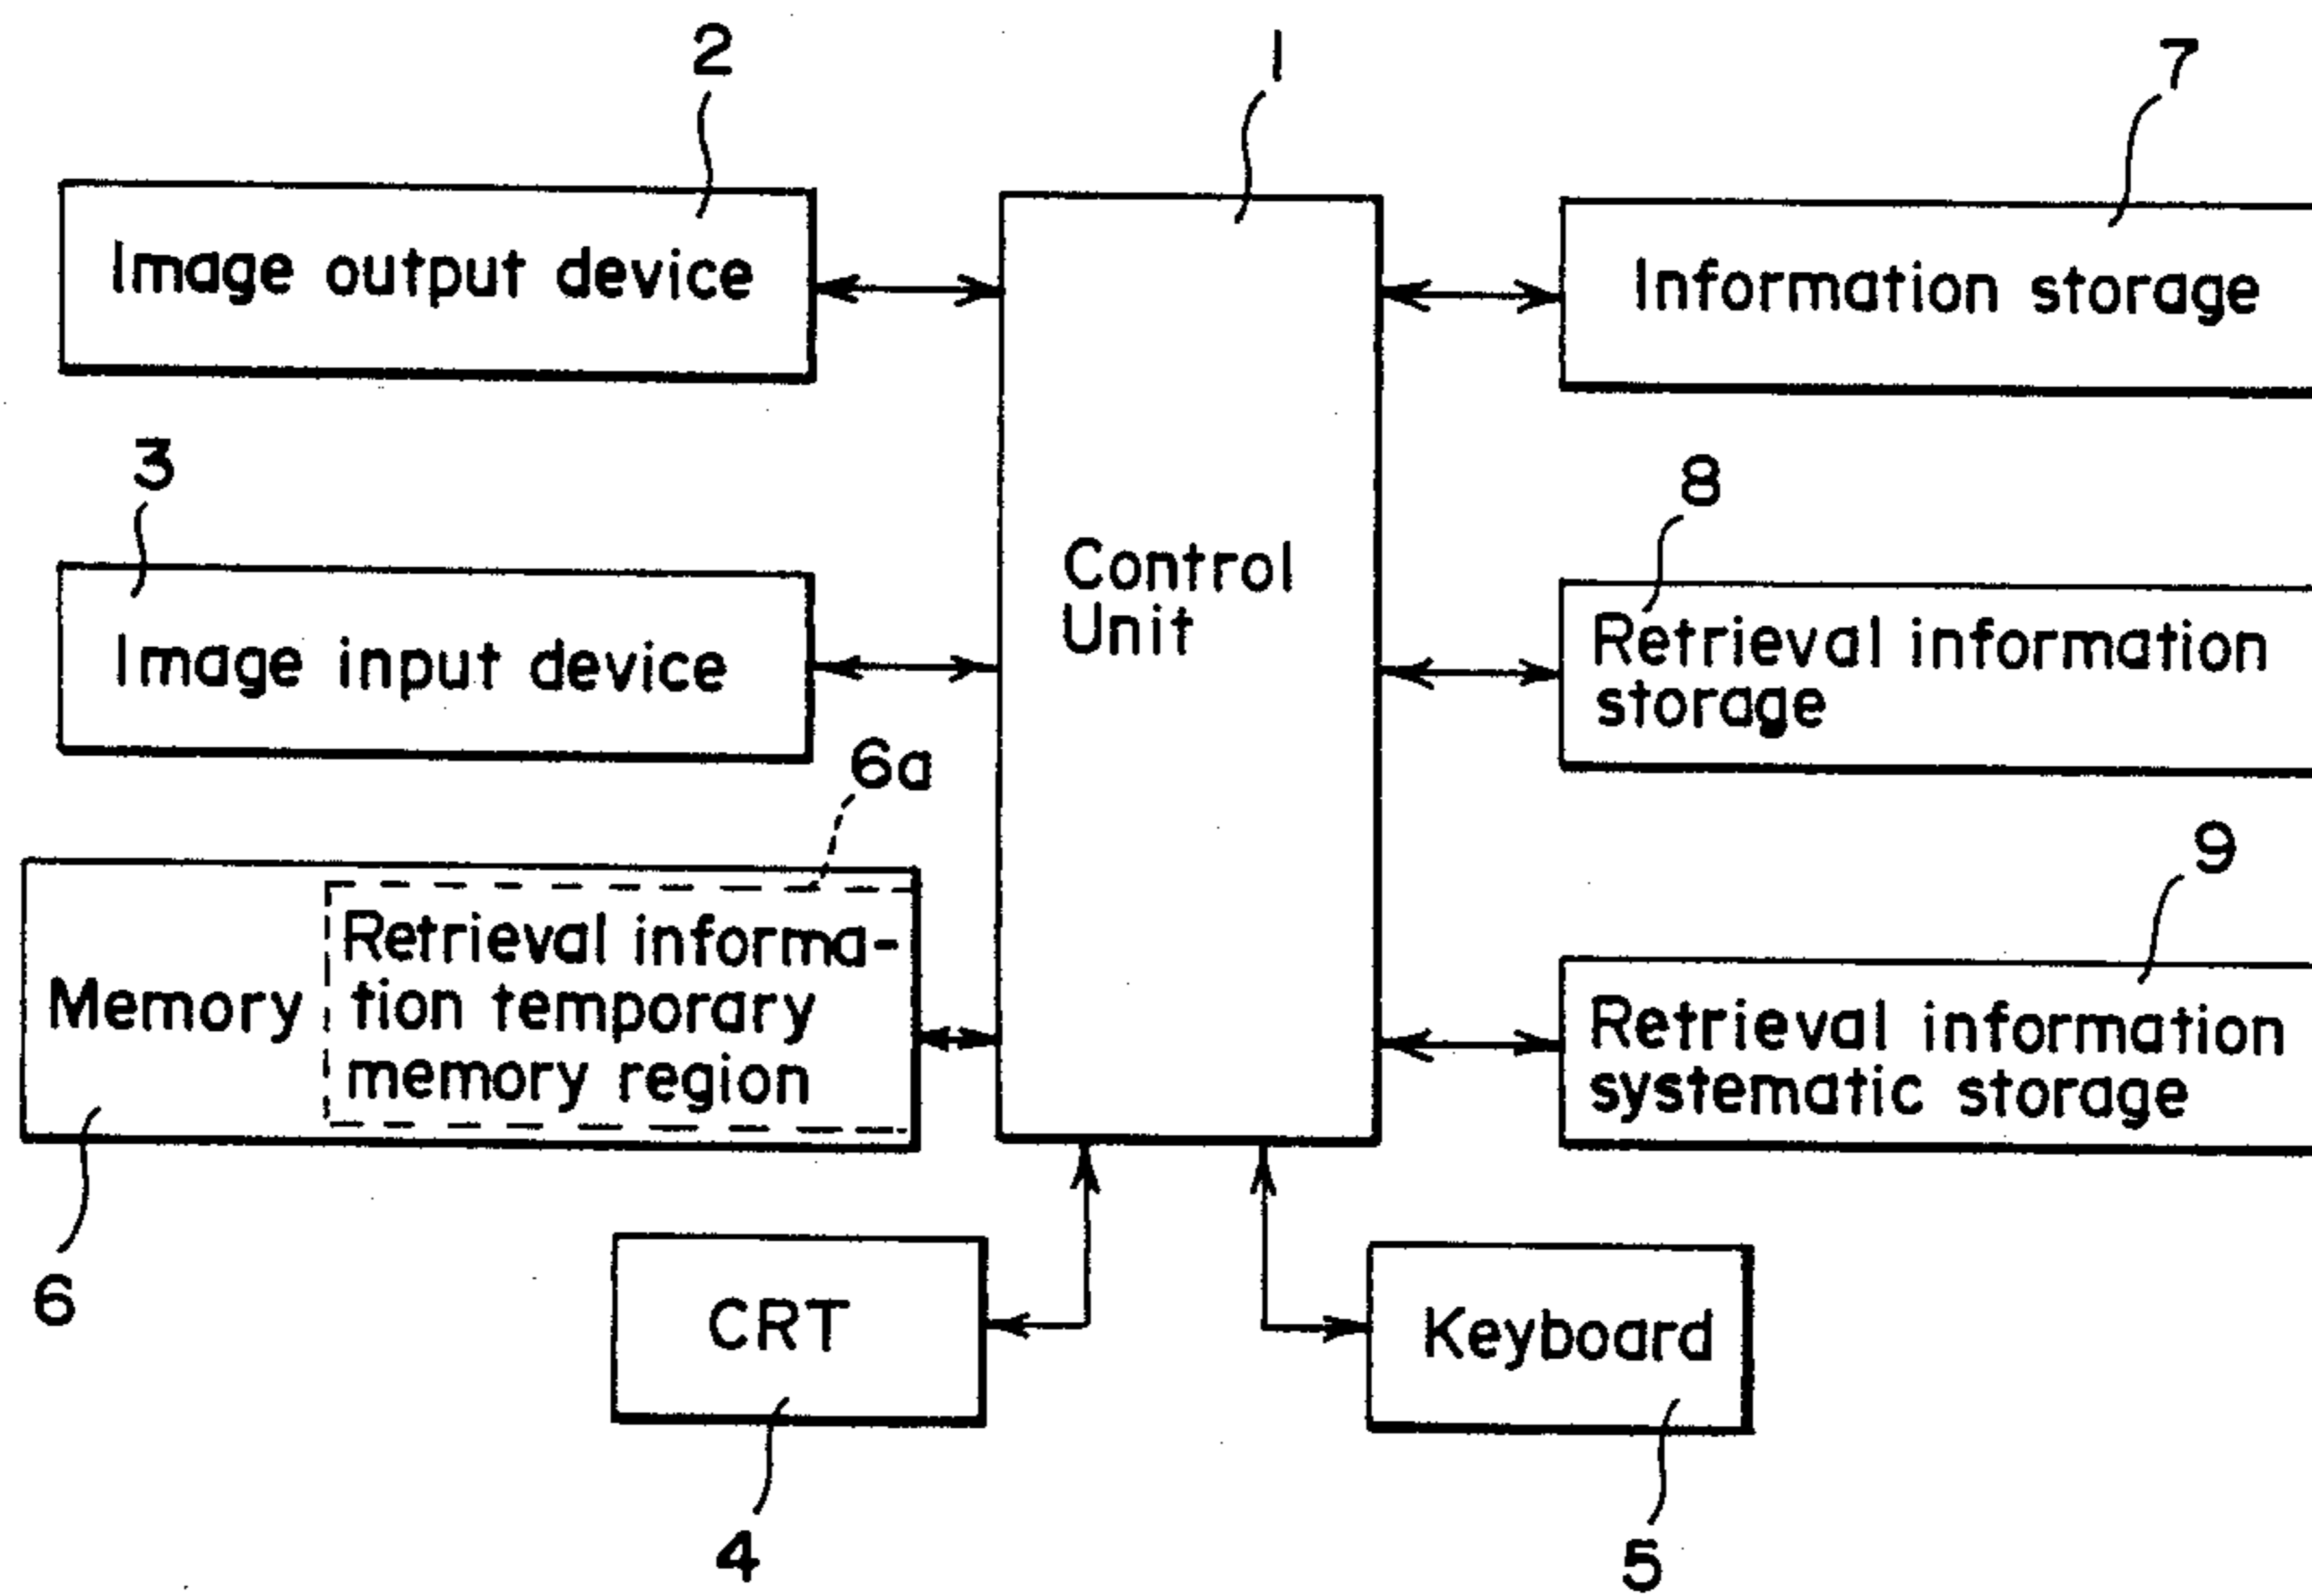 2
1
7
Image output device
Information storage
3
8
Control
Unit
Image input device
Retrieval information
storage
6a
9
Memory
Retrieval informa-
tion temporary
memory region
Retrieval information
systematic storage
6
CRT
Keyboard
4
5